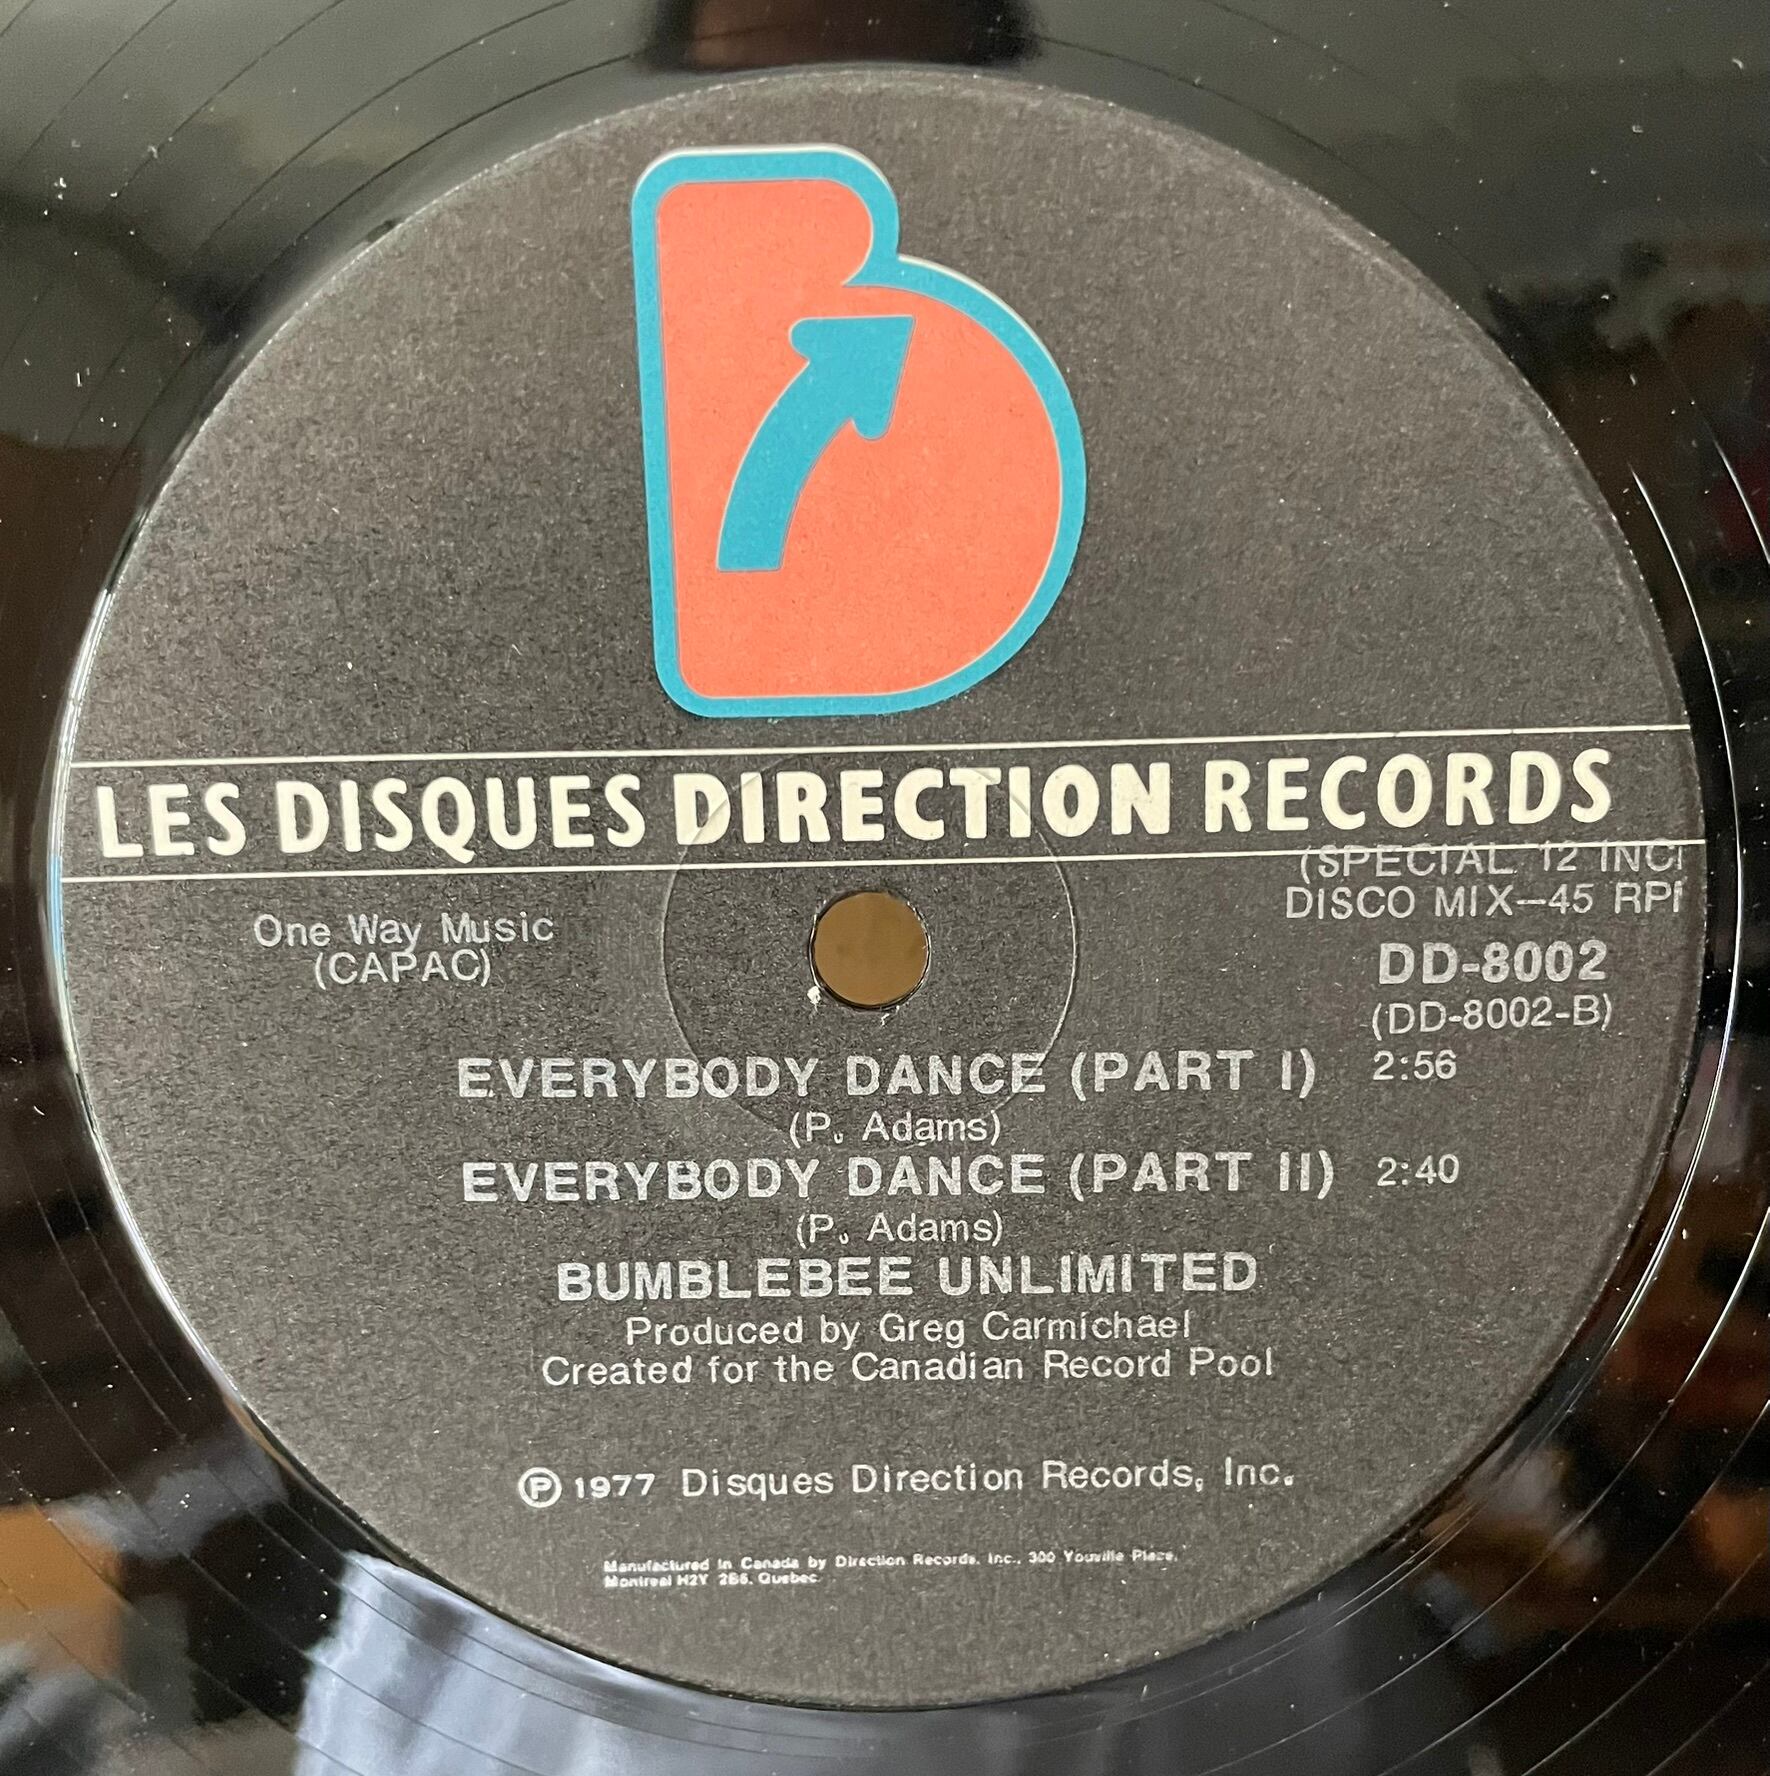 LES DISQUES DIRECTION RECORDS
(SPECIAL 12 INC
DISCO MIX—45 RP
One Way Music
(CAPAC)
DD-8002
(DD-8002-B)
EVERYBODY DANCE (PART I) 2:56
(P. Adams)
EVERYBODY DANCE (PART II) 2:40
(P. Adams)
BUMBLEBEE UNLIMITED
Produced by Greg Carmichael
Created for the Canadian Record Pool
℗ 1977 Disques Direction Records, Inc.
Manufactured in Canada by Direction Records, Inc., 300 Youville Place,
Montreal H2Y 2B6, Quebec